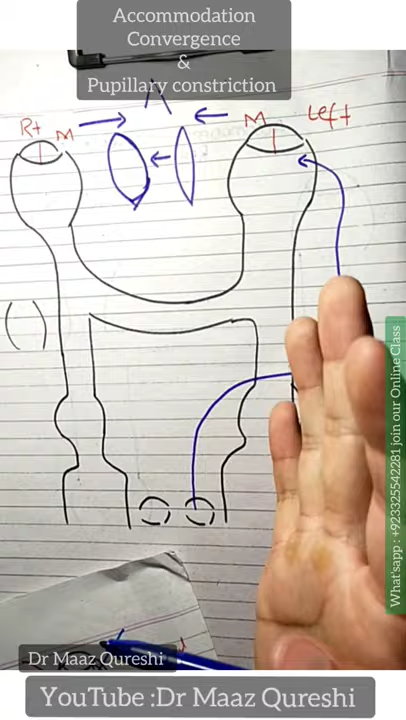 Accommodation
Convergence
&
Pupillary constriction
Rt M
M Left
What'sapp : +923325542281 join our Online Class
Dr Maaz Qureshi
YouTube :Dr Maaz Qureshi